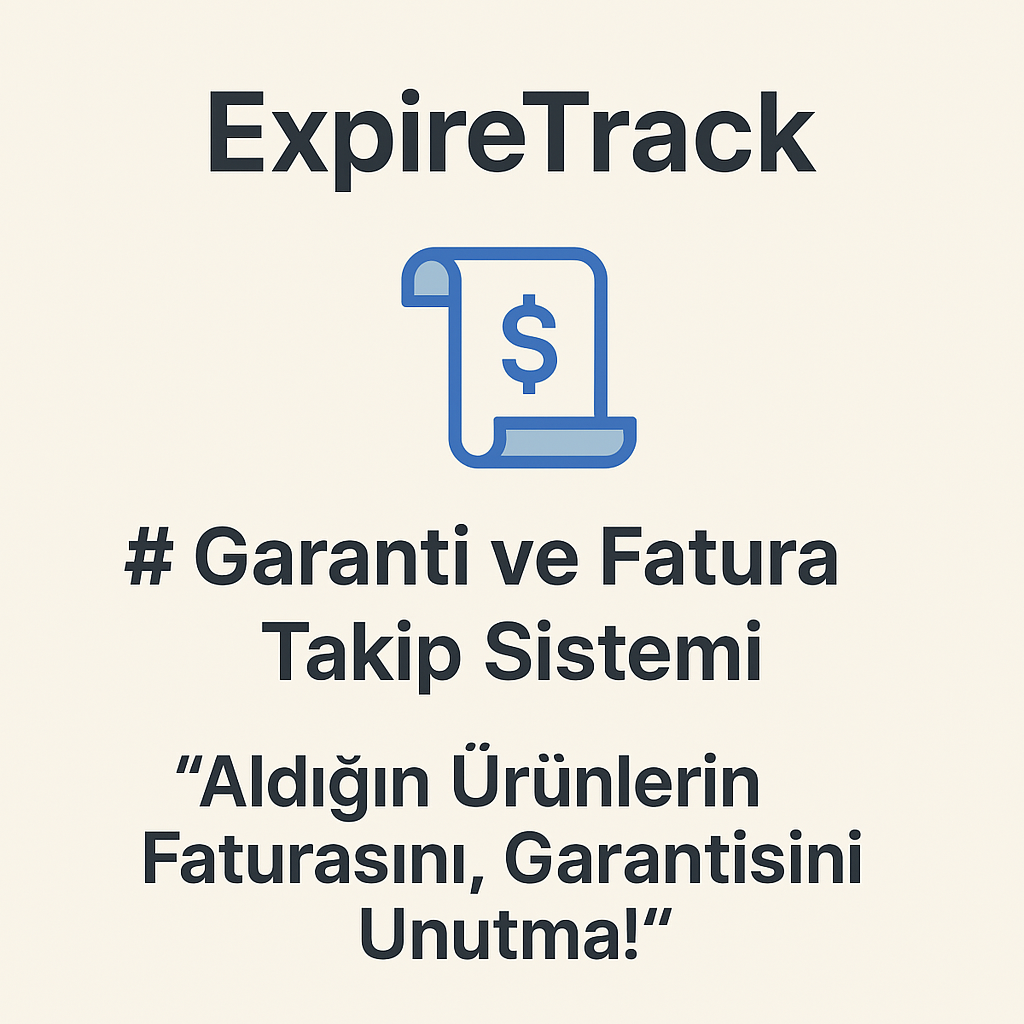 ExpireTrack
$
# Garanti ve Fatura
Takip Sistemi
“Aldığın Ürünlerin
Faturasını, Garantisini
Unutma!“